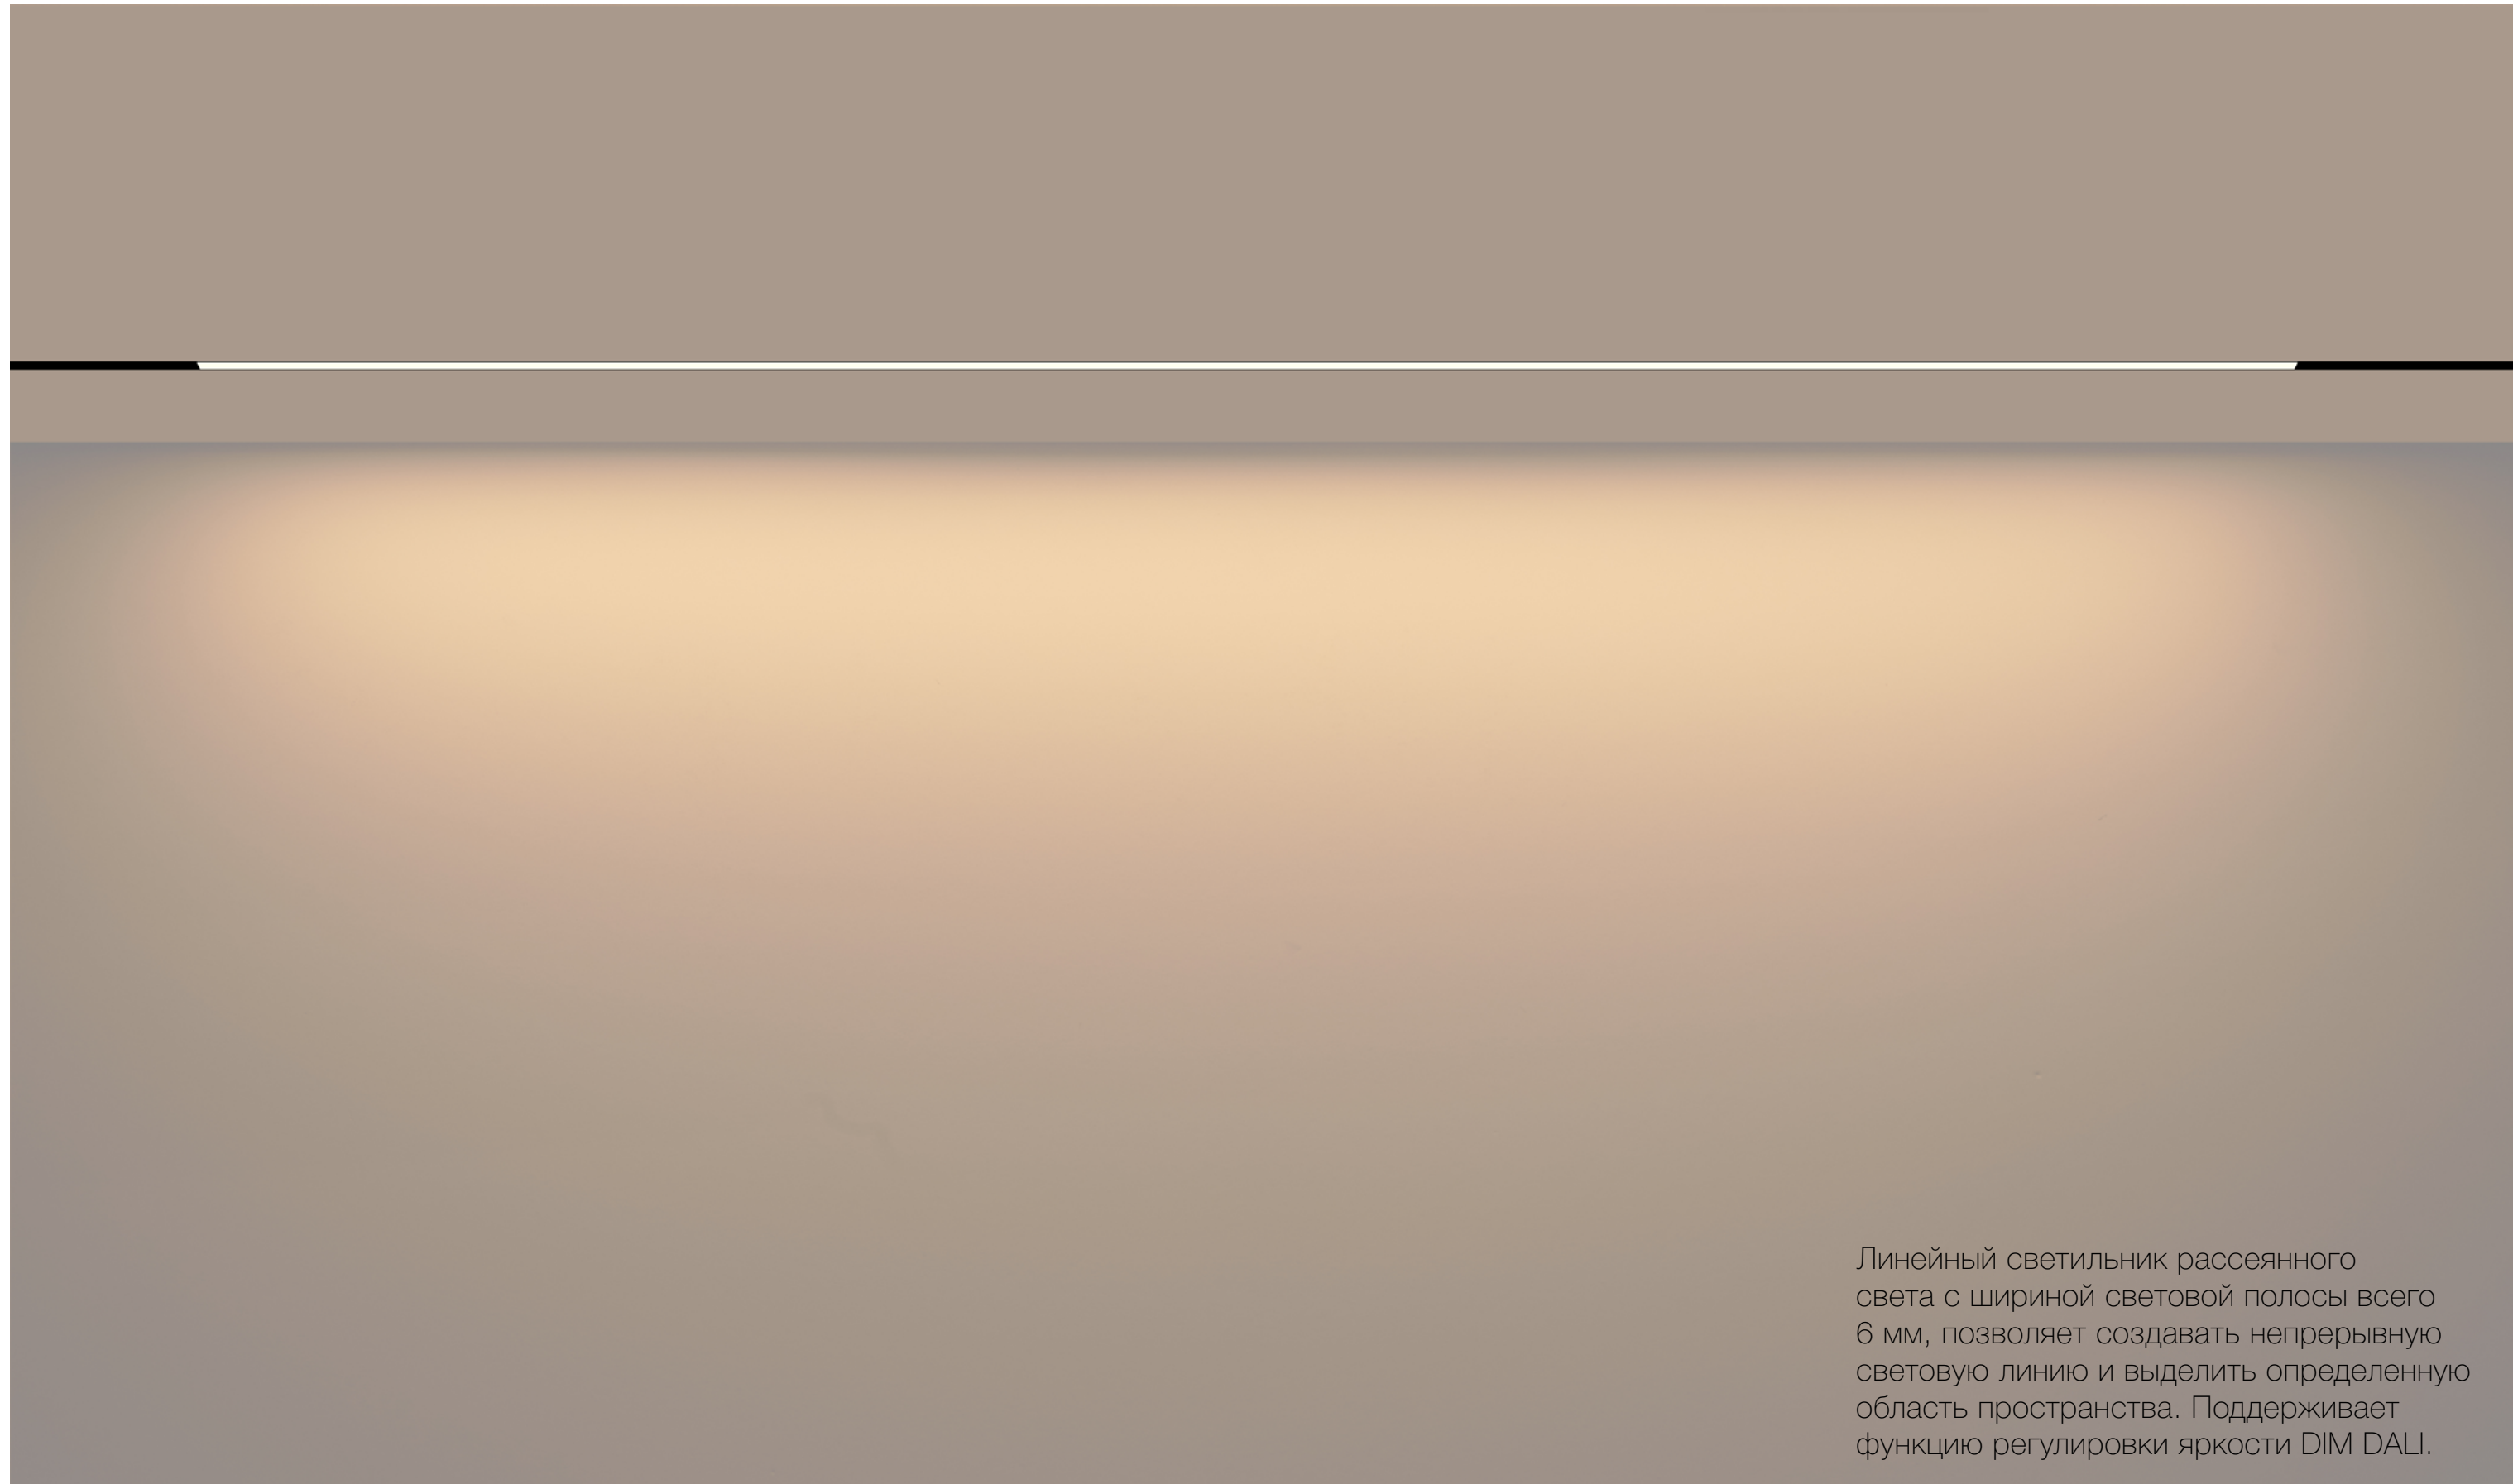 Линейный светильник рассеянного
света с шириной световой полосы всего
6 мм, позволяет создавать непрерывную
световую линию и выделить определенную
область пространства. Поддерживает
функцию регулировки яркости DIM DALI.